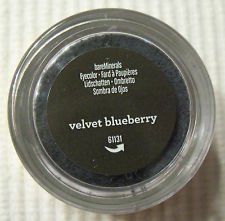 bareMinerals
Eyecolor • Fard à Paupières
Lidschatten • Ombretto
Sombra de Ojos
velvet blueberry
61131